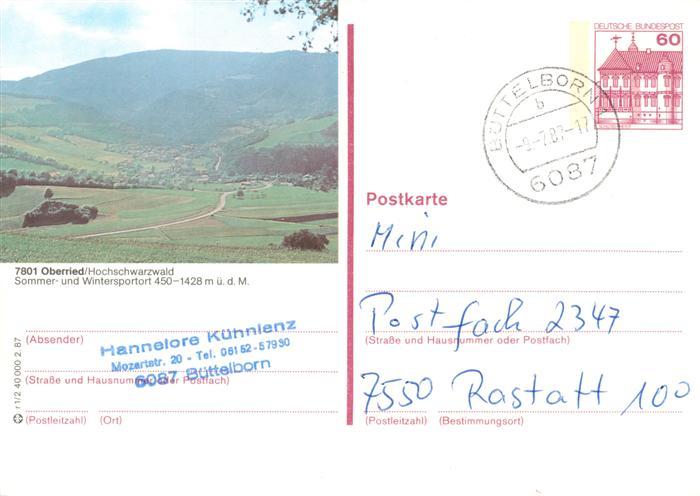 DEUTSCHE BUNDESPOST
60
BÜTTELBORN
b
-9.-7.87-17
6087
Postkarte
Mini
7801 Oberried/Hochschwarzwald
Sommer- und Wintersportort 450–1428 m ü. d. M.
Postfach 2347
(Straße und Hausnummer oder Postfach)
7550 Rastatt 100
(Postleitzahl) (Bestimmungsort)
(Absender)
Hannelore Kühnlenz
Mozartstr. 20 - Tel. 06152-57930
6087 Büttelborn
(Straße und Hausnummer oder Postfach)
(Postleitzahl) (Ort)
r 1/2 40 000 2.87